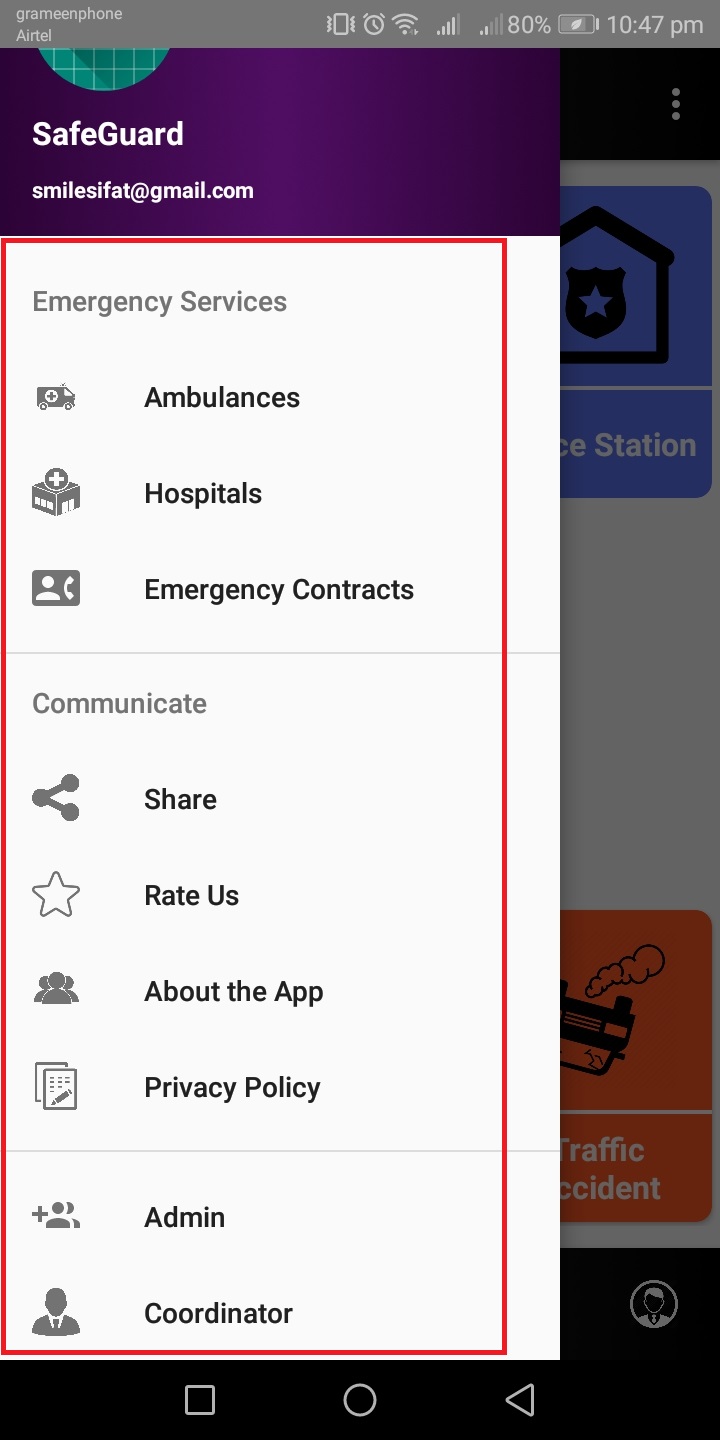 grameenphone
Airtel
80% 10:47 pm
SafeGuard
smilesifat@gmail.com
Emergency Services
Ambulances
Hospitals
Emergency Contracts
ce Station
Communicate
Share
Rate Us
About the App
Privacy Policy
Traffic
ccident
Admin
Coordinator